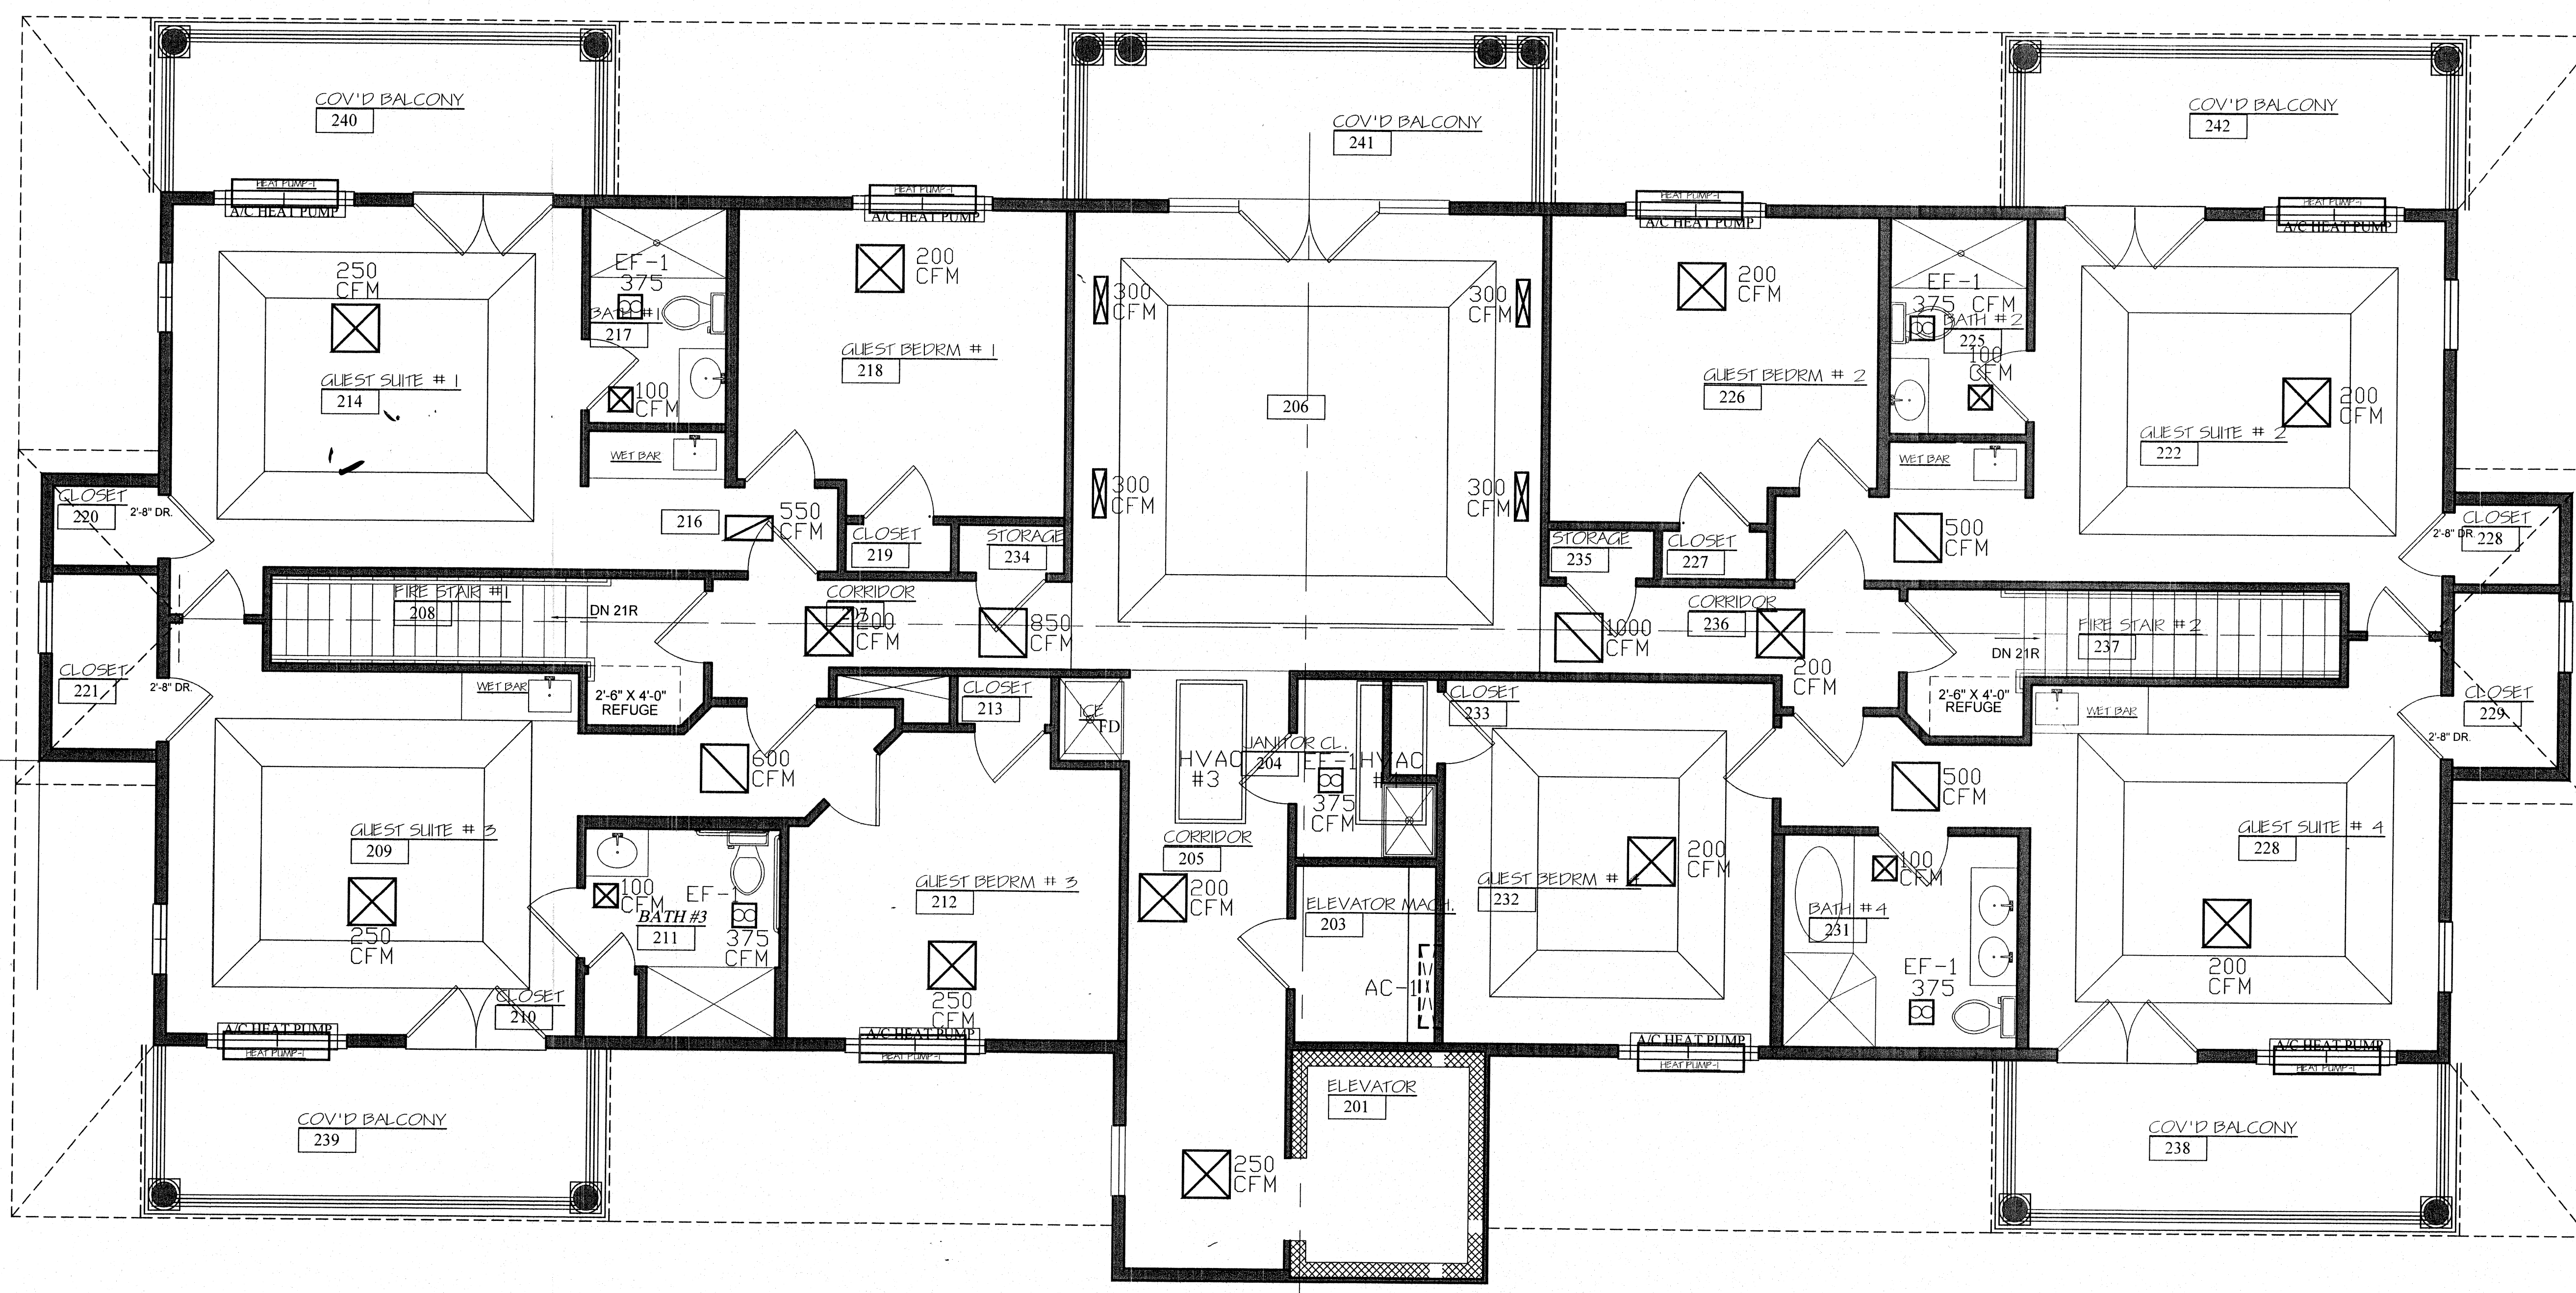 COV'D BALCONY
240
COV'D BALCONY
241
COV'D BALCONY
242
HEAT PUMP-1
A/C HEAT PUMP
HEAT PUMP-1
A/C HEAT PUMP
HEAT PUMP-1
A/C HEAT PUMP
HEAT PUMP-1
A/C HEAT PUMP
250
CFM
GUEST SUITE # 1
214
EF-1
375
BATH #1
217
100
CFM
WET BAR
200
CFM
GUEST BEDRM # 1
218
300
CFM
300
CFM
300
CFM
300
CFM
206
200
CFM
GUEST BEDRM # 2
226
EF-1
375 CFM
BATH #2
225
100
CFM
WET BAR
200
CFM
GUEST SUITE # 2
222
CLOSET
220
2'-8" DR.
216
550
CFM
CLOSET
219
STORAGE
234
STORAGE
235
CLOSET
227
500
CFM
2'-8" DR.
CLOSET
228
FIRE STAIR #1
208
DN 21R
CORRIDOR
207
200
CFM
850
CFM
1000
CFM
CORRIDOR
236
200
CFM
DN 21R
FIRE STAIR #2
237
CLOSET
221
2'-8" DR.
WET BAR
2'-6" X 4'-0"
REFUGE
CLOSET
213
ICE
FD
CLOSET
233
2'-6" X 4'-0"
REFUGE
WET BAR
CLOSET
229
2'-8" DR.
600
CFM
HVAC
#3
JANITOR CL.
204
EF-1
375
CFM
HVAC
500
CFM
GUEST SUITE # 3
209
250
CFM
100
CFM
EF-1
BATH #3
211
375
CFM
CLOSET
210
GUEST BEDRM # 3
212
250
CFM
CORRIDOR
205
200
CFM
ELEVATOR MACH.
203
AC-1
200
CFM
GUEST BEDRM # 4
232
100
CFM
BATH #4
231
EF-1
375
GUEST SUITE # 4
228
200
CFM
A/C HEAT PUMP
HEAT PUMP-1
A/C HEAT PUMP
HEAT PUMP-1
A/C HEAT PUMP
HEAT PUMP-1
A/C HEAT PUMP
HEAT PUMP-1
COV'D BALCONY
239
250
CFM
ELEVATOR
201
COV'D BALCONY
238